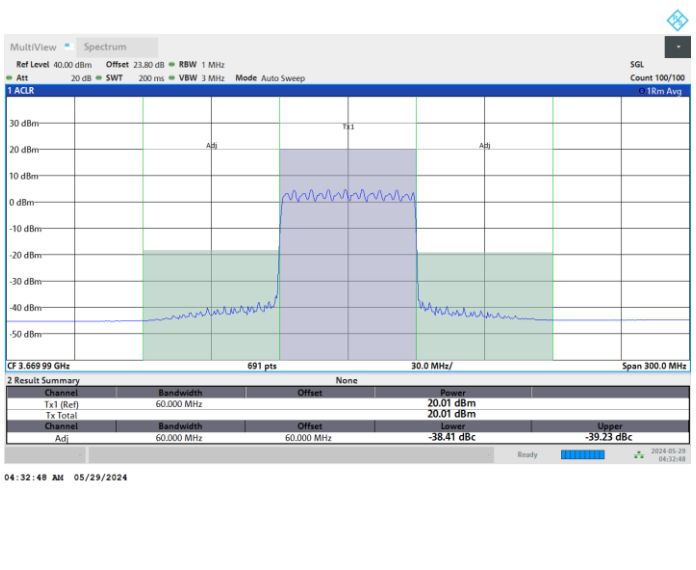 MultiView Spectrum
Ref Level 40.00 dBm Offset 23.80 dB RBW 1 MHz SGL
Att 20 dB SWT 200 ms VBW 3 MHz Mode Auto Sweep Count 100/100
1 ACLR 1Rm Avg
30 dBm
Tx1
20 dBm Adj Adj
10 dBm
0 dBm
-10 dBm
-20 dBm
-30 dBm
-40 dBm
-50 dBm
CF 3.669 99 GHz 691 pts 30.0 MHz/ Span 300.0 MHz
2 Result Summary None
Channel Bandwidth Offset Power
Tx1 (Ref) 60.000 MHz 20.01 dBm
Tx Total 20.01 dBm
Channel Bandwidth Offset Lower Upper
Adj 60.000 MHz 60.000 MHz -38.41 dBc -39.23 dBc
Ready 2024-05-29
04:32:48
04:32:48 AM 05/29/2024